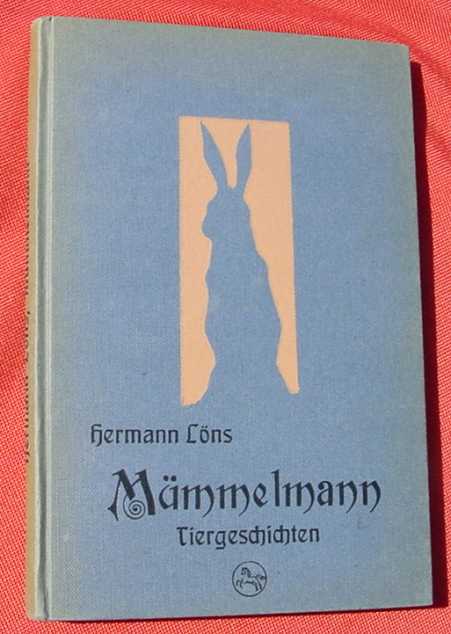 Hermann Löns
Mümmelmann
Tiergeschichten